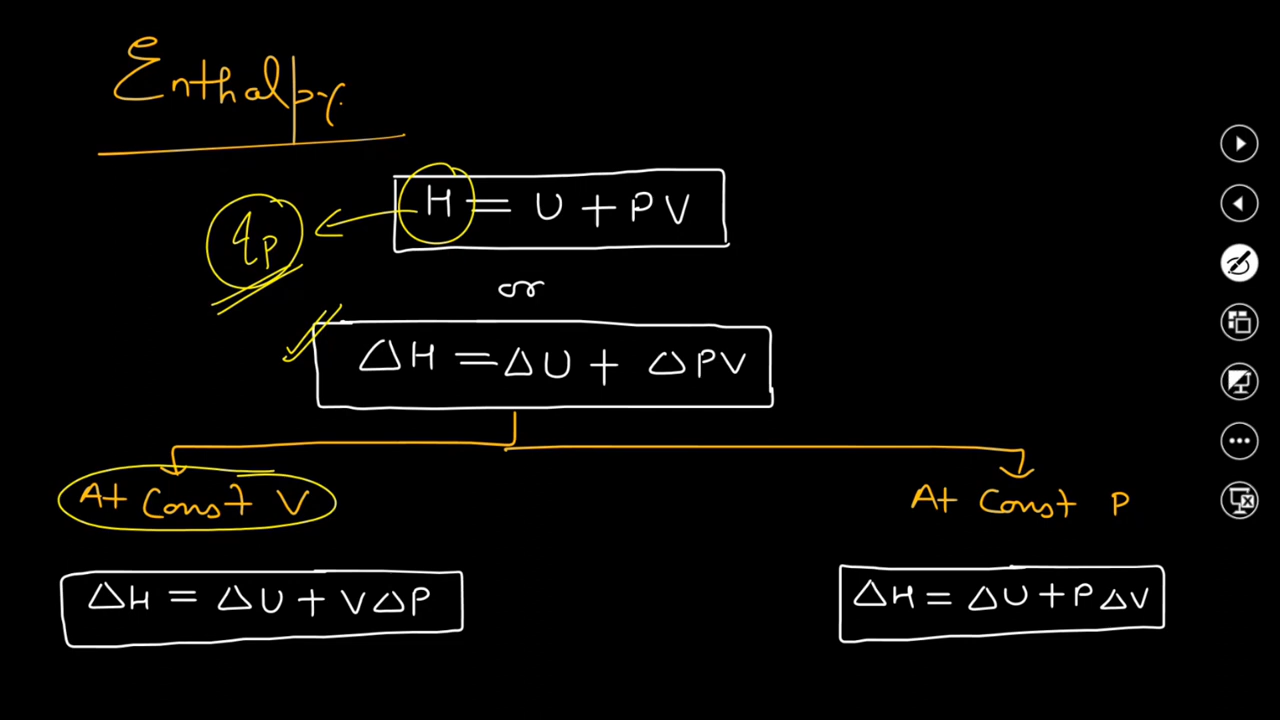 Enthalpy
H = U + PV
qp
or
ΔH = ΔU + ΔPV
At Const V
At Const P
ΔH = ΔU + VΔP
ΔH = ΔU + PΔV